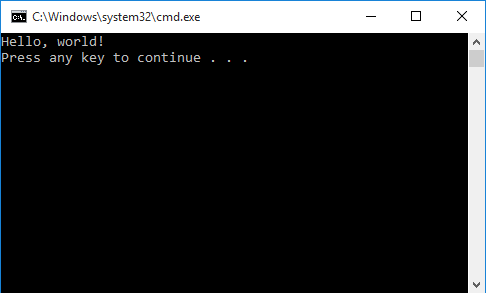 C:\Windows\system32\cmd.exe
Hello, world!
Press any key to continue . . .